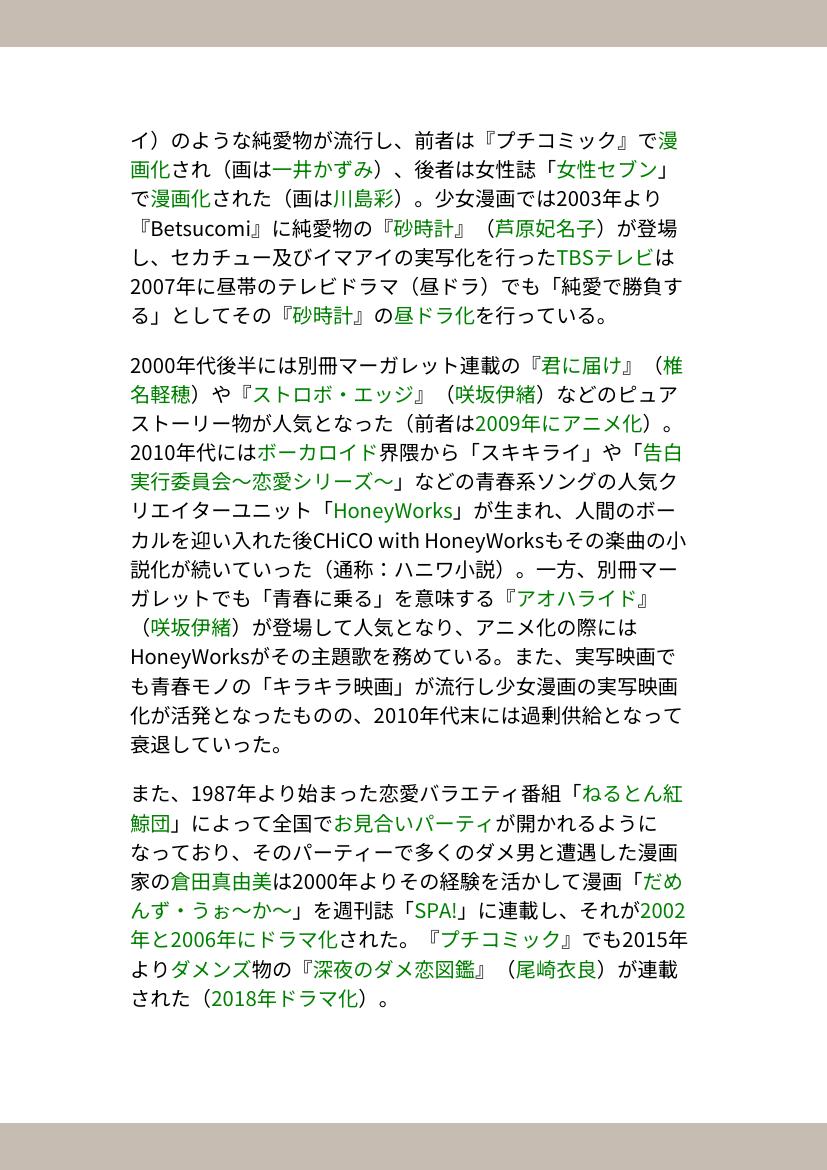 イ）のような純愛物が流行し、前者は『プチコミック』で漫
画化され（画は一井かずみ）、後者は女性誌「女性セブン」
で漫画化された（画は川島彩）。少女漫画では2003年より
『Betsucomi』に純愛物の『砂時計』（芦原妃名子）が登場
し、セカチュー及びイマアイの実写化を行ったTBSテレビは
2007年に昼帯のテレビドラマ（昼ドラ）でも「純愛で勝負す
る」としてその『砂時計』の昼ドラ化を行っている。
2000年代後半には別冊マーガレット連載の『君に届け』（椎
名軽穂）や『ストロボ・エッジ』（咲坂伊緒）などのピュア
ストーリー物が人気となった（前者は2009年にアニメ化）。
2010年代にはボーカロイド界隈から「スキキライ」や「告白
実行委員会〜恋愛シリーズ〜」などの青春系ソングの人気ク
リエイターユニット「HoneyWorks」が生まれ、人間のボー
カルを迎い入れた後CHiCO with HoneyWorksもその楽曲の小
説化が続いていった（通称：ハニワ小説）。一方、別冊マー
ガレットでも「青春に乗る」を意味する『アオハライド』
（咲坂伊緒）が登場して人気となり、アニメ化の際には
HoneyWorksがその主題歌を務めている。また、実写映画で
も青春モノの「キラキラ映画」が流行し少女漫画の実写映画
化が活発となったものの、2010年代末には過剰供給となって
衰退していった。
また、1987年より始まった恋愛バラエティ番組「ねるとん紅
鯨団」によって全国でお見合いパーティが開かれるように
なっており、そのパーティーで多くのダメ男と遭遇した漫画
家の倉田真由美は2000年よりその経験を活かして漫画「だめ
んず・うぉ〜か〜」を週刊誌「SPA!」に連載し、それが2002
年と2006年にドラマ化された。『プチコミック』でも2015年
よりダメンズ物の『深夜のダメ恋図鑑』（尾崎衣良）が連載
された（2018年ドラマ化）。